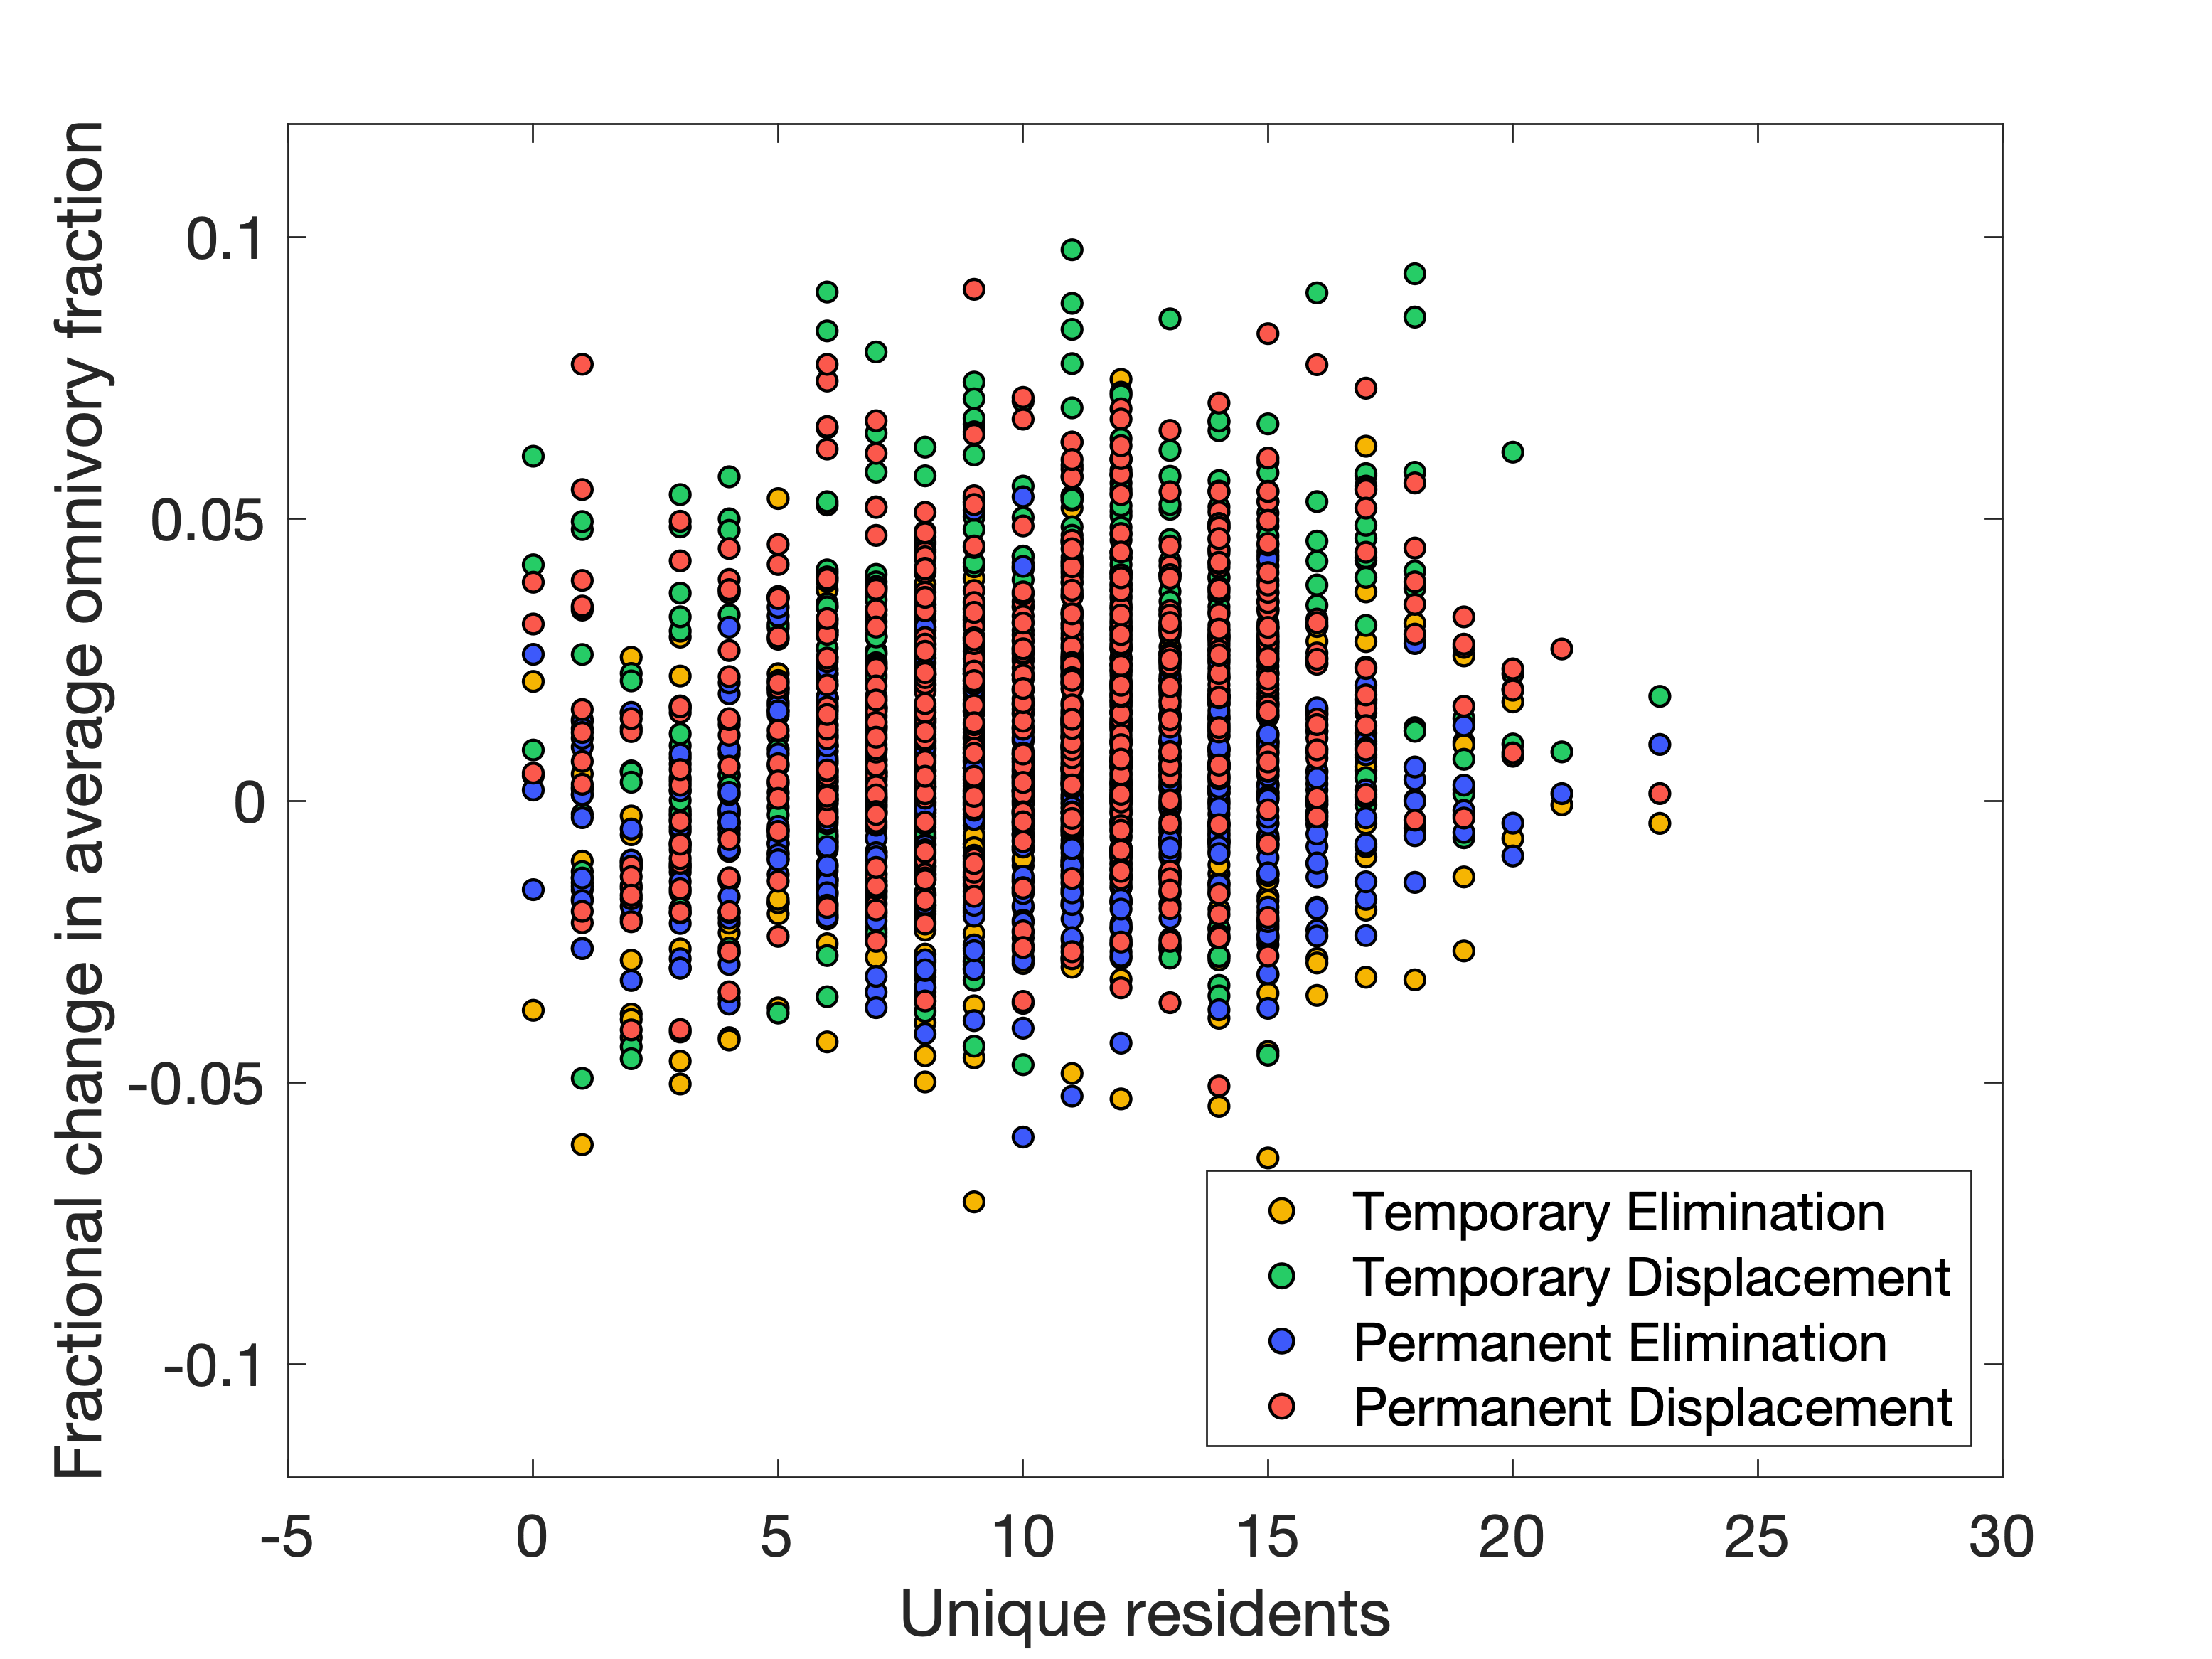 Fractional change in average omnivory fraction
0.1
0.05
0
-0.05
-0.1
Temporary Elimination
Temporary Displacement
Permanent Elimination
Permanent Displacement
-5 0 5 10 15 20 25 30
Unique residents